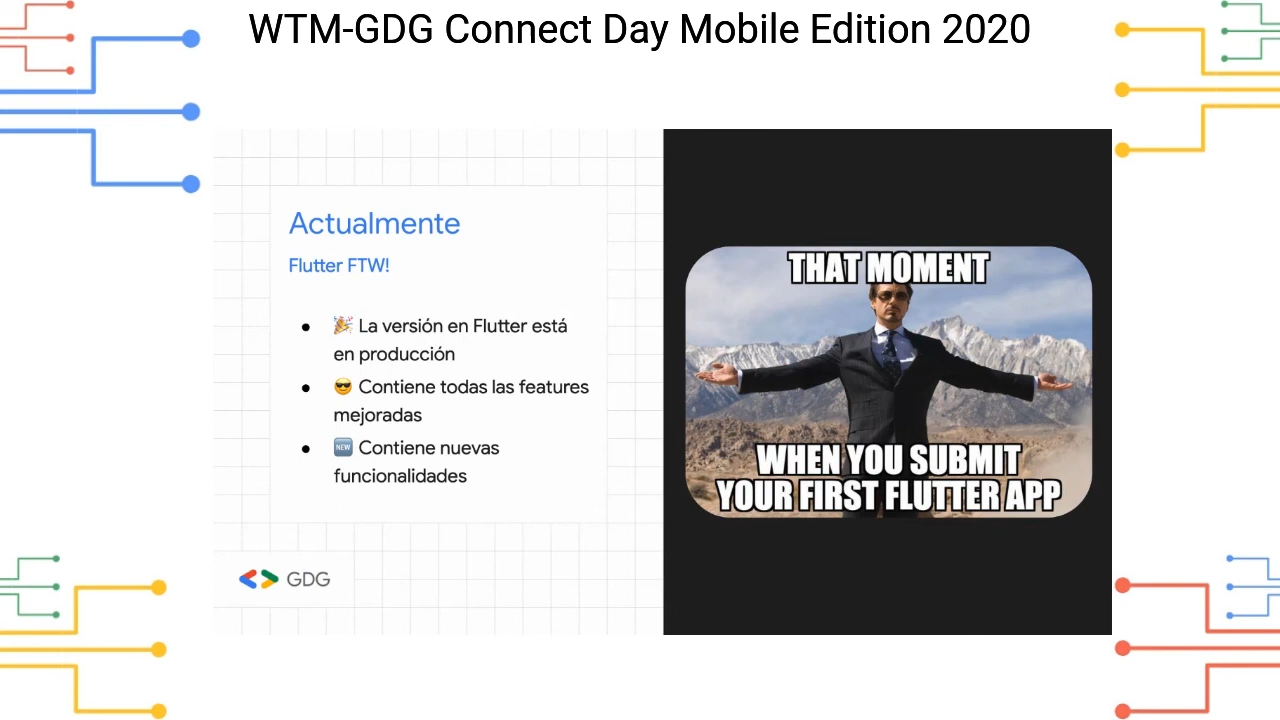 WTM-GDG Connect Day Mobile Edition 2020
Actualmente
Flutter FTW!
● 🎉 La versión en Flutter está
en producción
● 😎 Contiene todas las features
mejoradas
● 🆕 Contiene nuevas
funcionalidades
GDG
THAT MOMENT
WHEN YOU SUBMIT
YOUR FIRST FLUTTER APP